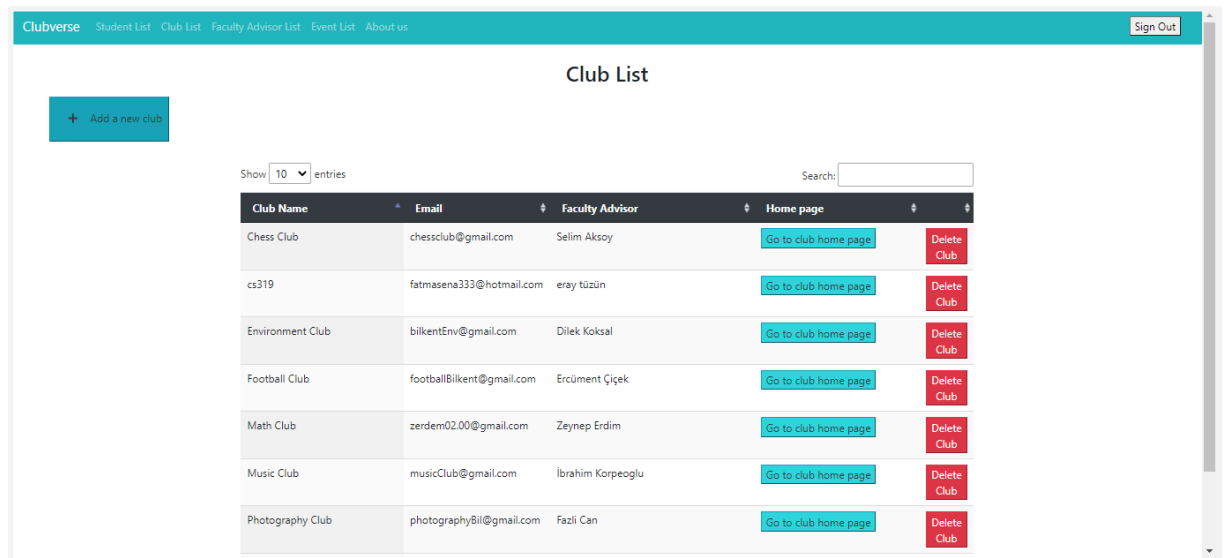 Clubverse Student List Club List Faculty Advisor List Event List About us Sign Out
Club List
+ Add a new club
Show 10 entries Search:
Club Name Email Faculty Advisor Home page
Chess Club chessclub@gmail.com Selim Aksoy Go to club home page Delete Club
cs319 fatmasena333@hotmail.com eray tüzün Go to club home page Delete Club
Environment Club bilkentEnv@gmail.com Dilek Koksal Go to club home page Delete Club
Football Club footballBilkent@gmail.com Ercüment Çiçek Go to club home page Delete Club
Math Club zerdem02.00@gmail.com Zeynep Erdim Go to club home page Delete Club
Music Club musicClub@gmail.com İbrahim Korpeoglu Go to club home page Delete Club
Photography Club photographyBil@gmail.com Fazli Can Go to club home page Delete Club